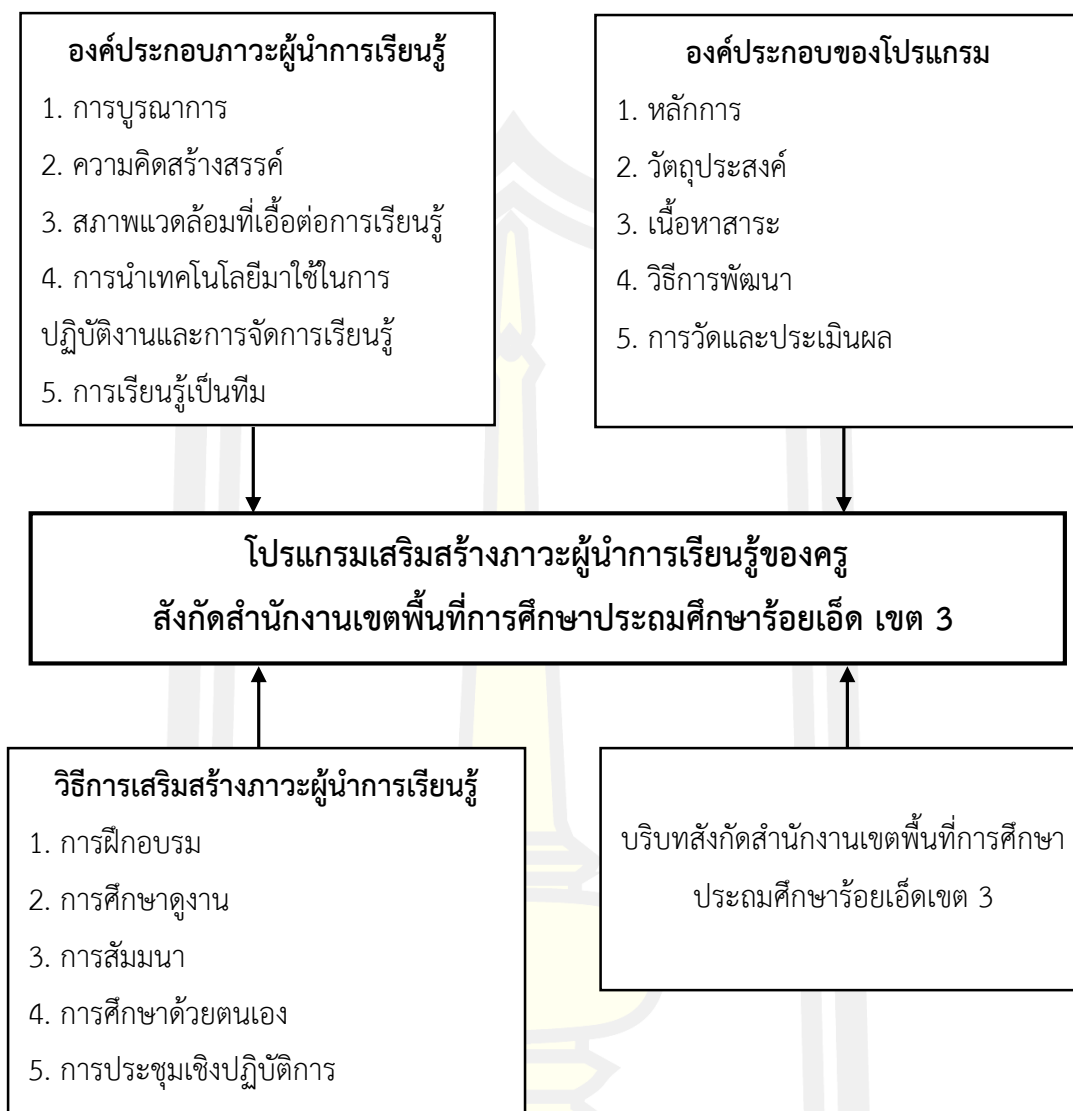 องค์ประกอบภาวะผู้นำการเรียนรู้
1. การบูรณาการ
2. ความคิดสร้างสรรค์
3. สภาพแวดล้อมที่เอื้อต่อการเรียนรู้
4. การนำเทคโนโลยีมาใช้ในการ
ปฏิบัติงานและการจัดการเรียนรู้
5. การเรียนรู้เป็นทีม
องค์ประกอบของโปรแกรม
1. หลักการ
2. วัตถุประสงค์
3. เนื้อหาสาระ
4. วิธีการพัฒนา
5. การวัดและประเมินผล
โปรแกรมเสริมสร้างภาวะผู้นำการเรียนรู้ของครู
สังกัดสำนักงานเขตพื้นที่การศึกษาประถมศึกษาร้อยเอ็ด เขต 3
วิธีการเสริมสร้างภาวะผู้นำการเรียนรู้
1. การฝึกอบรม
2. การศึกษาดูงาน
3. การสัมมนา
4. การศึกษาด้วยตนเอง
5. การประชุมเชิงปฏิบัติการ
บริบทสังกัดสำนักงานเขตพื้นที่การศึกษา
ประถมศึกษาร้อยเอ็ดเขต 3